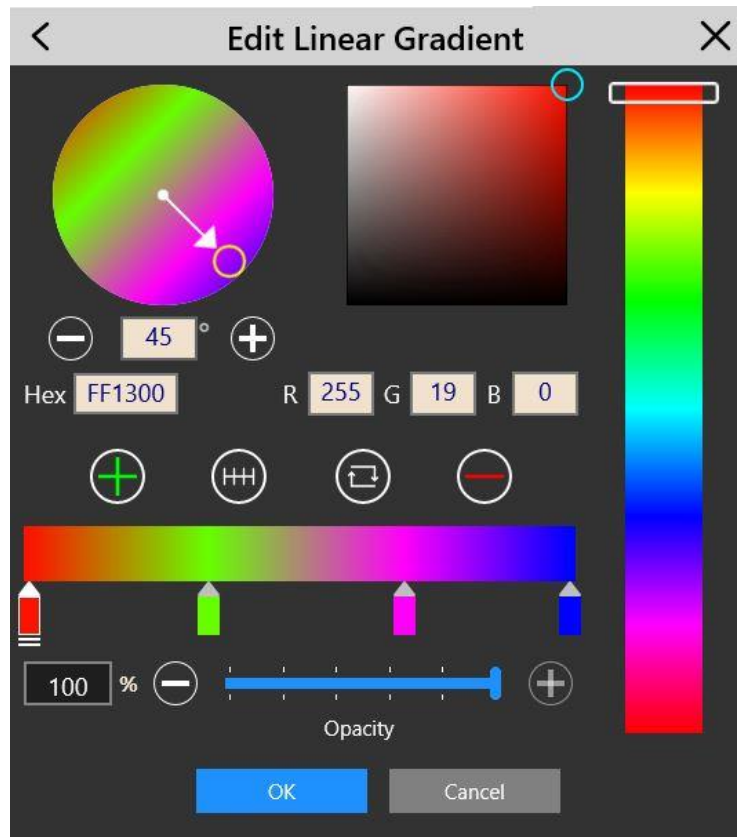 Edit Linear Gradient
45 °
Hex FF1300 R 255 G 19 B 0
100 %
Opacity
OK Cancel